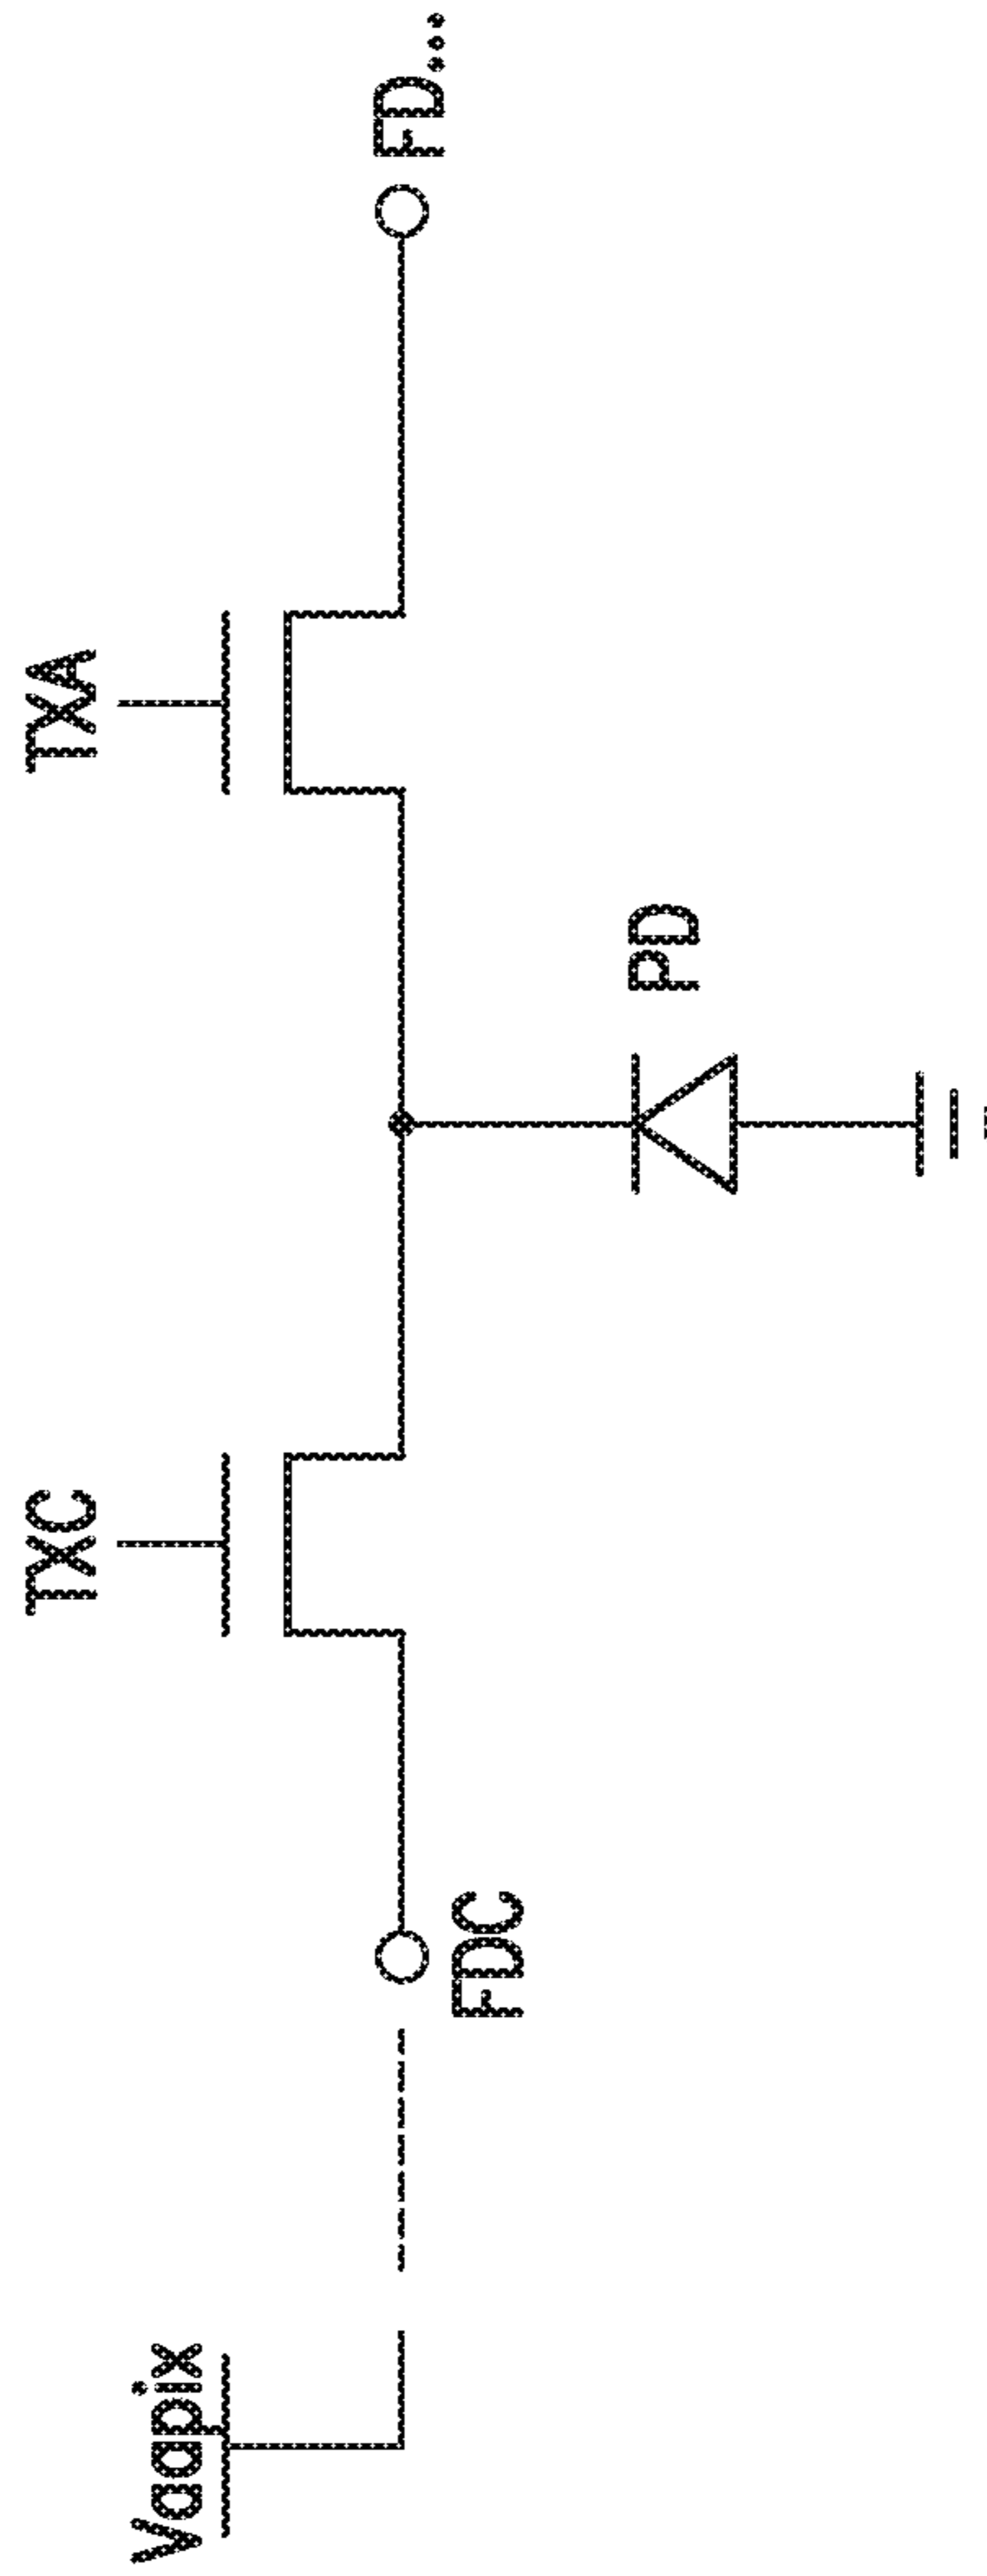 Vaapix
TXC
TXA
FDC
PD
FD...